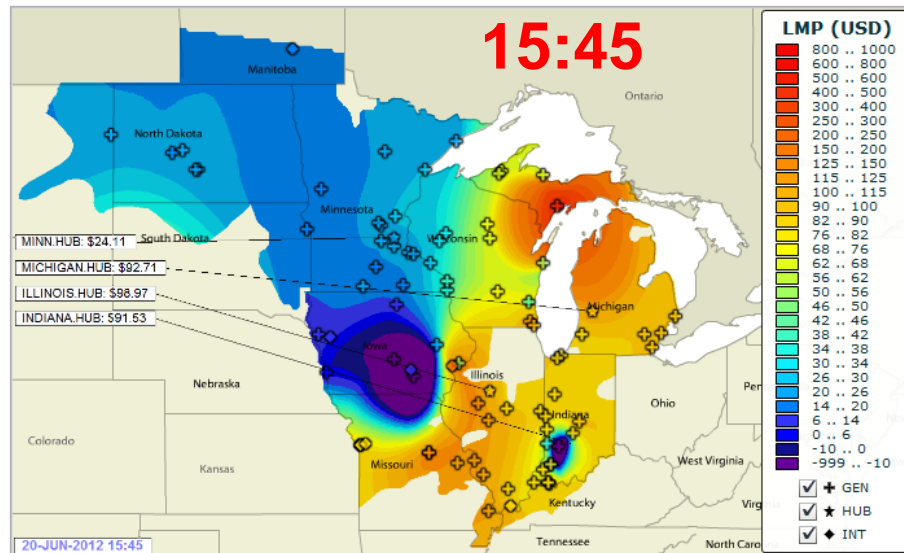 15:45
Manitoba
Ontario
North Dakota
Minnesota
South Dakota
Wisconsin
Michigan
Iowa
Nebraska
Illinois
Indiana
Ohio
Colorado
Kansas
Missouri
West Virginia
Kentucky
Tennessee
North Carolina
MINN.HUB: $24.11
MICHIGAN.HUB: $92.71
ILLINOIS.HUB: $98.97
INDIANA.HUB: $91.53
20-JUN-2012 15:45
LMP (USD)
800 .. 1000
600 .. 800
500 .. 600
400 .. 500
300 .. 400
250 .. 300
200 .. 250
150 .. 200
125 .. 150
115 .. 125
100 .. 115
90 .. 100
82 .. 90
76 .. 82
68 .. 76
62 .. 68
56 .. 62
50 .. 56
46 .. 50
42 .. 46
38 .. 42
34 .. 38
30 .. 34
26 .. 30
20 .. 26
14 .. 20
6 .. 14
0 .. 6
-10 .. 0
-999 .. -10
GEN
HUB
INT